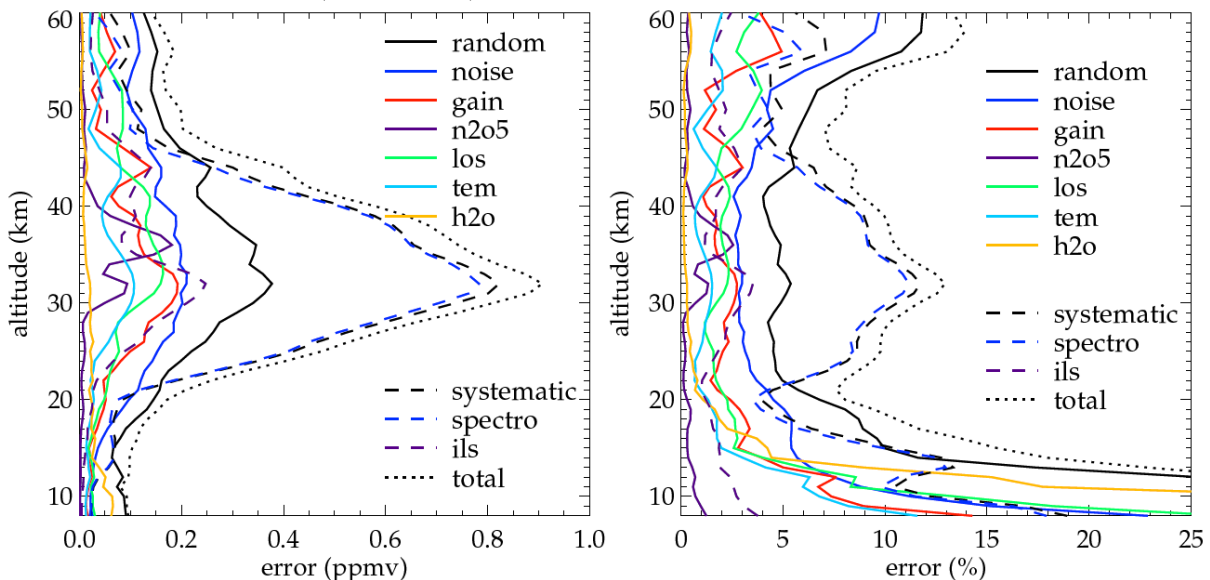 60
50
40
30
20
10
altitude (km)
0.0 0.2 0.4 0.6 0.8 1.0
error (ppmv)
random
noise
gain
n2o5
los
tem
h2o
systematic
spectro
ils
total
60
50
40
30
20
10
altitude (km)
0 5 10 15 20 25
error (%)
random
noise
gain
n2o5
los
tem
h2o
systematic
spectro
ils
total